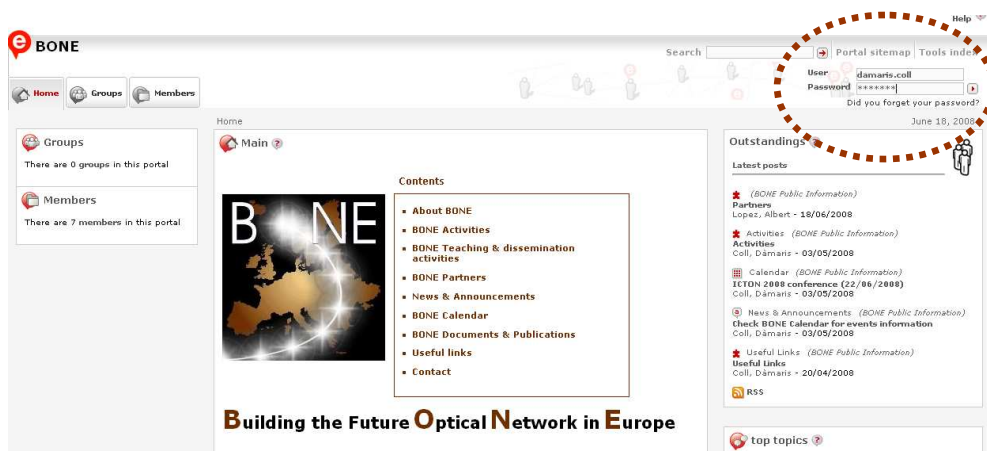 Help
e BONE
Search
Portal sitemap Tools index
User damaris.coll
Password *******
Did you forget your password?
Home Groups Members
Home
June 18, 2008
Groups
There are 0 groups in this portal
Members
There are 7 members in this portal
Main
B NE
Contents
About BONE
BONE Activities
BONE Teaching & dissemination
activities
BONE Partners
News & Announcements
BONE Calendar
BONE Documents & Publications
Useful links
Contact
Building the Future Optical Network in Europe
Outstandings
Latest posts
(BONE Public Information)
Partners
Lopez, Albert - 18/06/2008
Activities (BONE Public Information)
Activities
Coll, Dàmaris - 03/05/2008
Calendar (BONE Public Information)
ICTON 2008 conference (22/06/2008)
Coll, Dàmaris - 03/05/2008
News & Announcements (BONE Public Information)
Check BONE Calendar for events information
Coll, Dàmaris - 03/05/2008
Useful Links (BONE Public Information)
Useful Links
Coll, Dàmaris - 20/04/2008
RSS
top topics